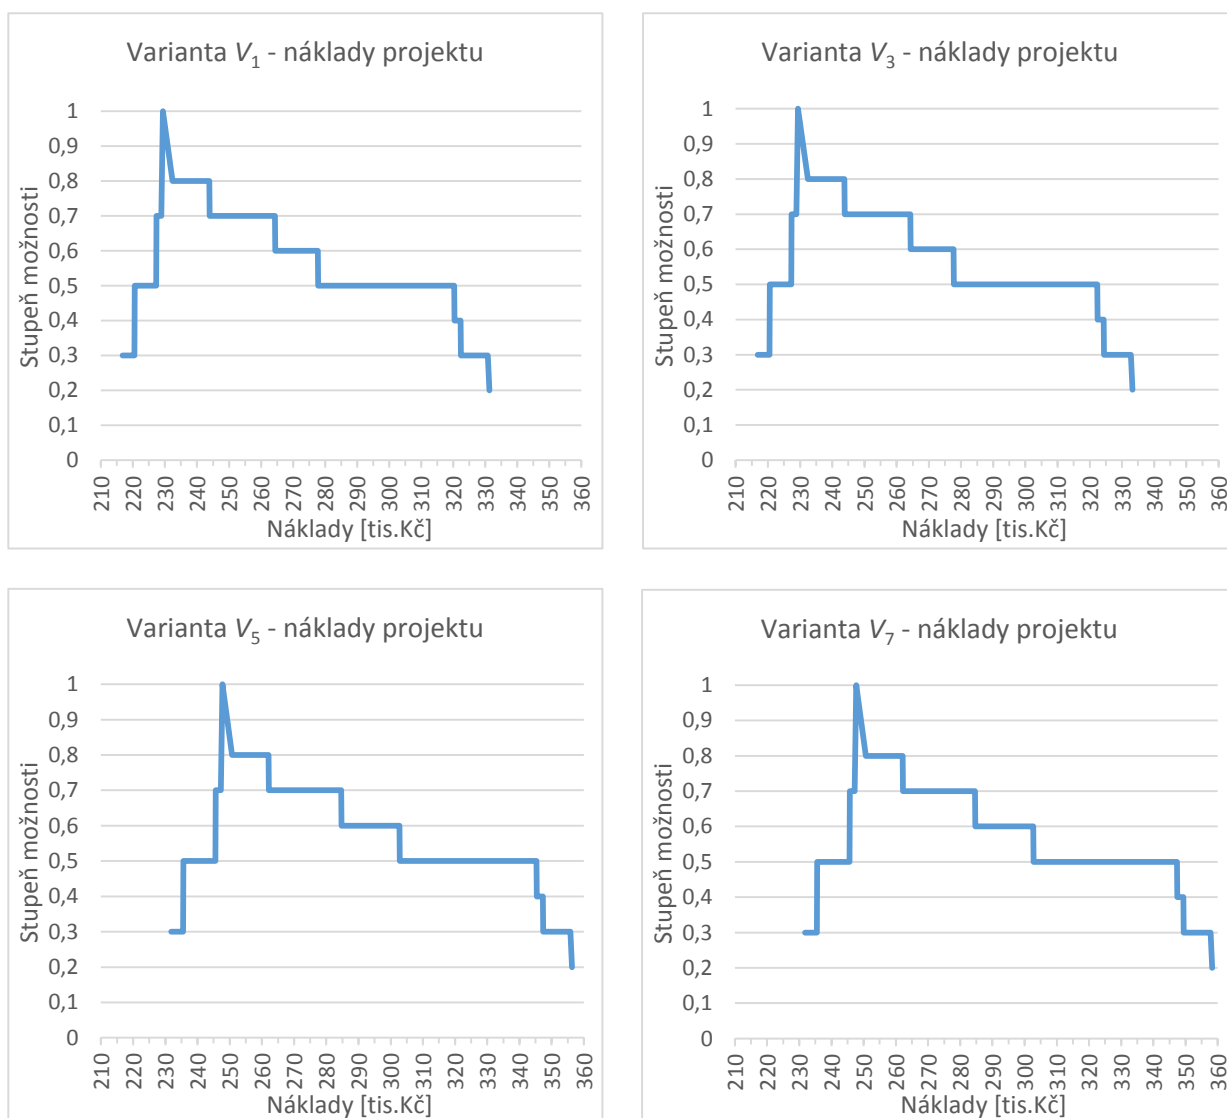 Varianta V1 - náklady projektu
1
0,9
0,8
0,7
0,6
0,5
0,4
0,3
0,2
0,1
0
Stupeň možnosti
210 220 230 240 250 260 270 280 290 300 310 320 330 340 350 360
Náklady [tis.Kč]
Varianta V3 - náklady projektu
1
0,9
0,8
0,7
0,6
0,5
0,4
0,3
0,2
0,1
0
Stupeň možnosti
210 220 230 240 250 260 270 280 290 300 310 320 330 340 350 360
Náklady [tis.Kč]
Varianta V5 - náklady projektu
1
0,9
0,8
0,7
0,6
0,5
0,4
0,3
0,2
0,1
0
Stupeň možnosti
210 220 230 240 250 260 270 280 290 300 310 320 330 340 350 360
Náklady [tis.Kč]
Varianta V7 - náklady projektu
1
0,9
0,8
0,7
0,6
0,5
0,4
0,3
0,2
0,1
0
Stupeň možnosti
210 220 230 240 250 260 270 280 290 300 310 320 330 340 350 360
Náklady [tis.Kč]